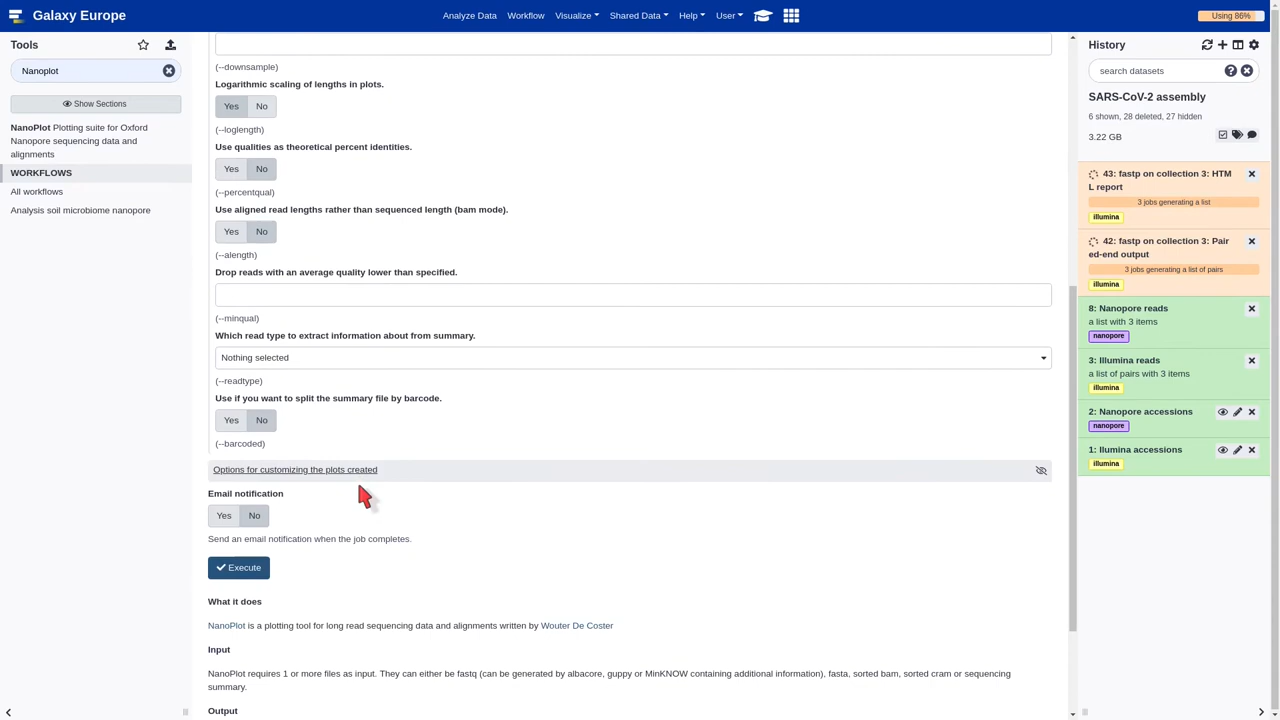 Galaxy Europe
Analyze Data
Workflow
Visualize
Shared Data
Help
User
Using 86%
Tools
Nanoplot
Show Sections
NanoPlot Plotting suite for Oxford
Nanopore sequencing data and
alignments
WORKFLOWS
All workflows
Analysis soil microbiome nanopore
(--downsample)
Logarithmic scaling of lengths in plots.
Yes No
(--loglength)
Use qualities as theoretical percent identities.
Yes No
(--percentqual)
Use aligned read lengths rather than sequenced length (bam mode).
Yes No
(--alength)
Drop reads with an average quality lower than specified.
(--minqual)
Which read type to extract information about from summary.
Nothing selected
(--readtype)
Use if you want to split the summary file by barcode.
Yes No
(--barcoded)
Options for customizing the plots created
Email notification
Yes No
Send an email notification when the job completes.
Execute
What it does
NanoPlot is a plotting tool for long read sequencing data and alignments written by Wouter De Coster
Input
NanoPlot requires 1 or more files as input. They can either be fastq (can be generated by albacore, guppy or MinKNOW containing additional information), fasta, sorted bam, sorted cram or sequencing
summary.
Output
History
search datasets
SARS-CoV-2 assembly
6 shown, 28 deleted, 27 hidden
3.22 GB
43: fastp on collection 3: HTM
L report
3 jobs generating a list
illumina
42: fastp on collection 3: Pair
ed-end output
3 jobs generating a list of pairs
illumina
8: Nanopore reads
a list with 3 items
nanopore
3: Illumina reads
a list of pairs with 3 items
illumina
2: Nanopore accessions
nanopore
1: Ilumina accessions
illumina